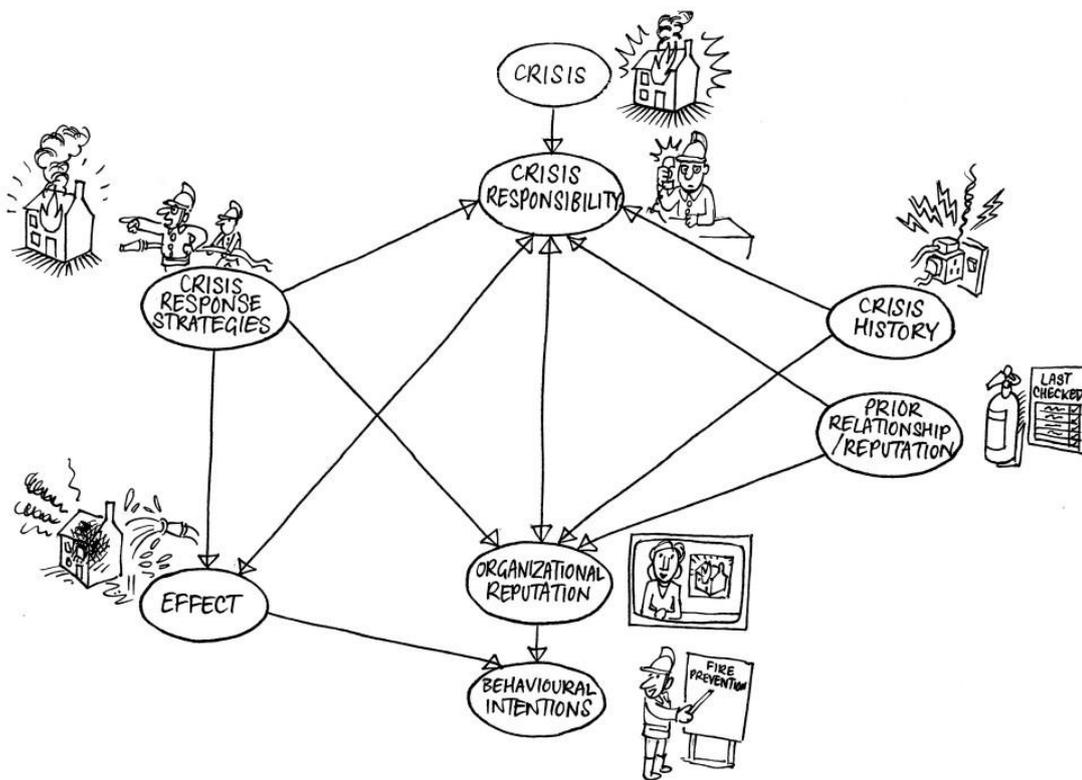 CRISIS
CRISIS
RESPONSIBILITY
CRISIS
RESPONSE
STRATEGIES
CRISIS
HISTORY
LAST
CHECKED
PRIOR
RELATIONSHIP
/REPUTATION
EFFECT
ORGANIZATIONAL
REPUTATION
FIRE
PREVENTION
BEHAVIOURAL
INTENTIONS